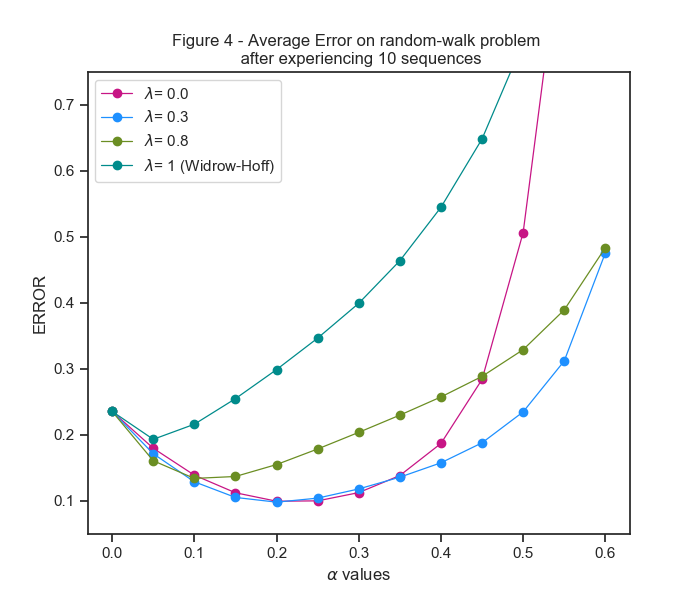 Figure 4 - Average Error on random-walk problem
after experiencing 10 sequences
λ= 0.0
λ= 0.3
λ= 0.8
λ= 1 (Widrow-Hoff)
ERROR
0.7
0.6
0.5
0.4
0.3
0.2
0.1
0.0 0.1 0.2 0.3 0.4 0.5 0.6
α values